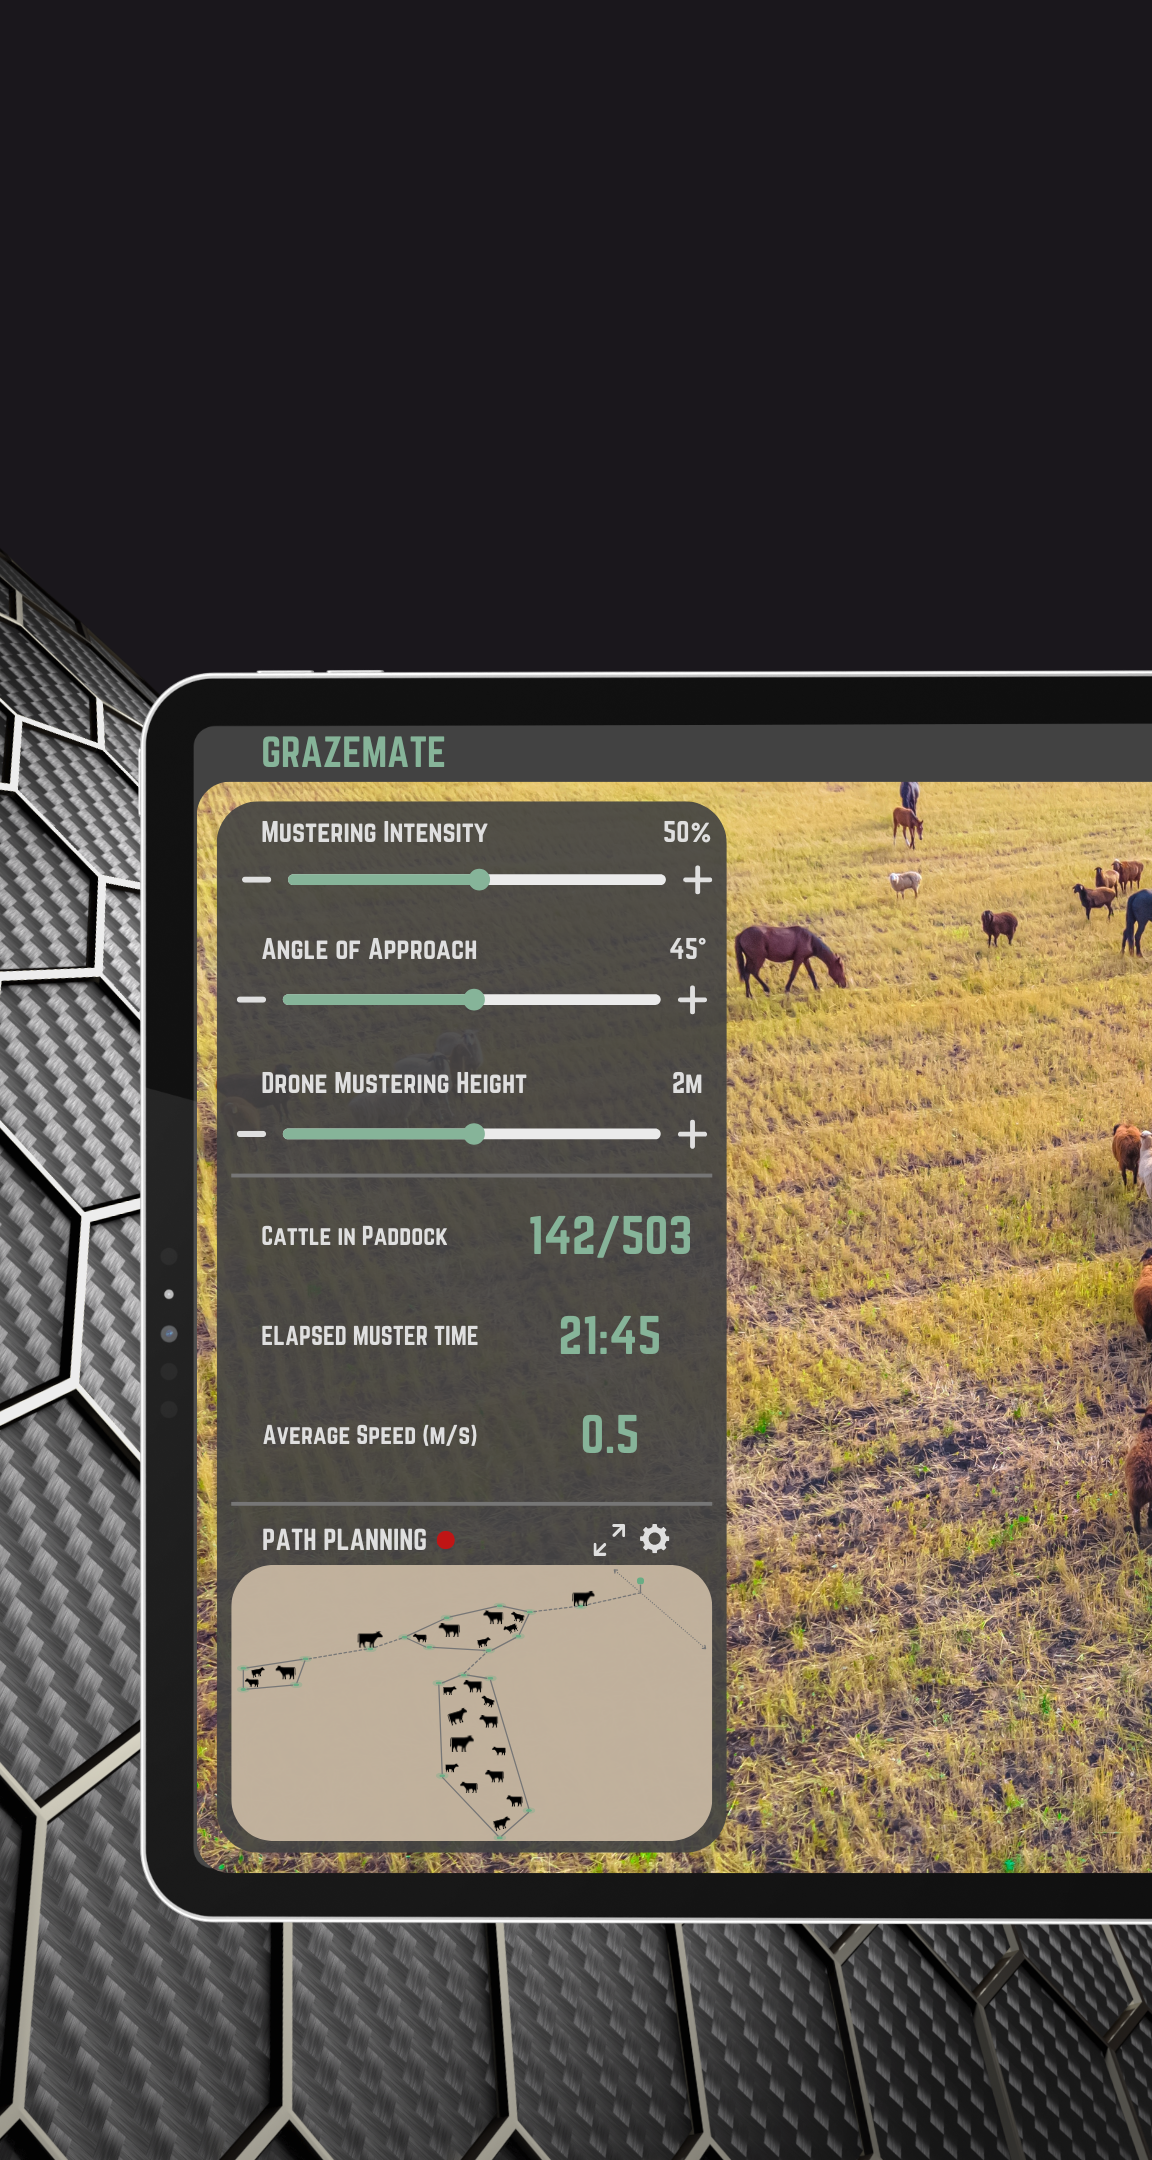 GRAZEMATE
MUSTERING INTENSITY 50%
ANGLE OF APPROACH 45°
DRONE MUSTERING HEIGHT 2M
CATTLE IN PADDOCK 142/503
ELAPSED MUSTER TIME 21:45
AVERAGE SPEED (M/S) 0.5
PATH PLANNING